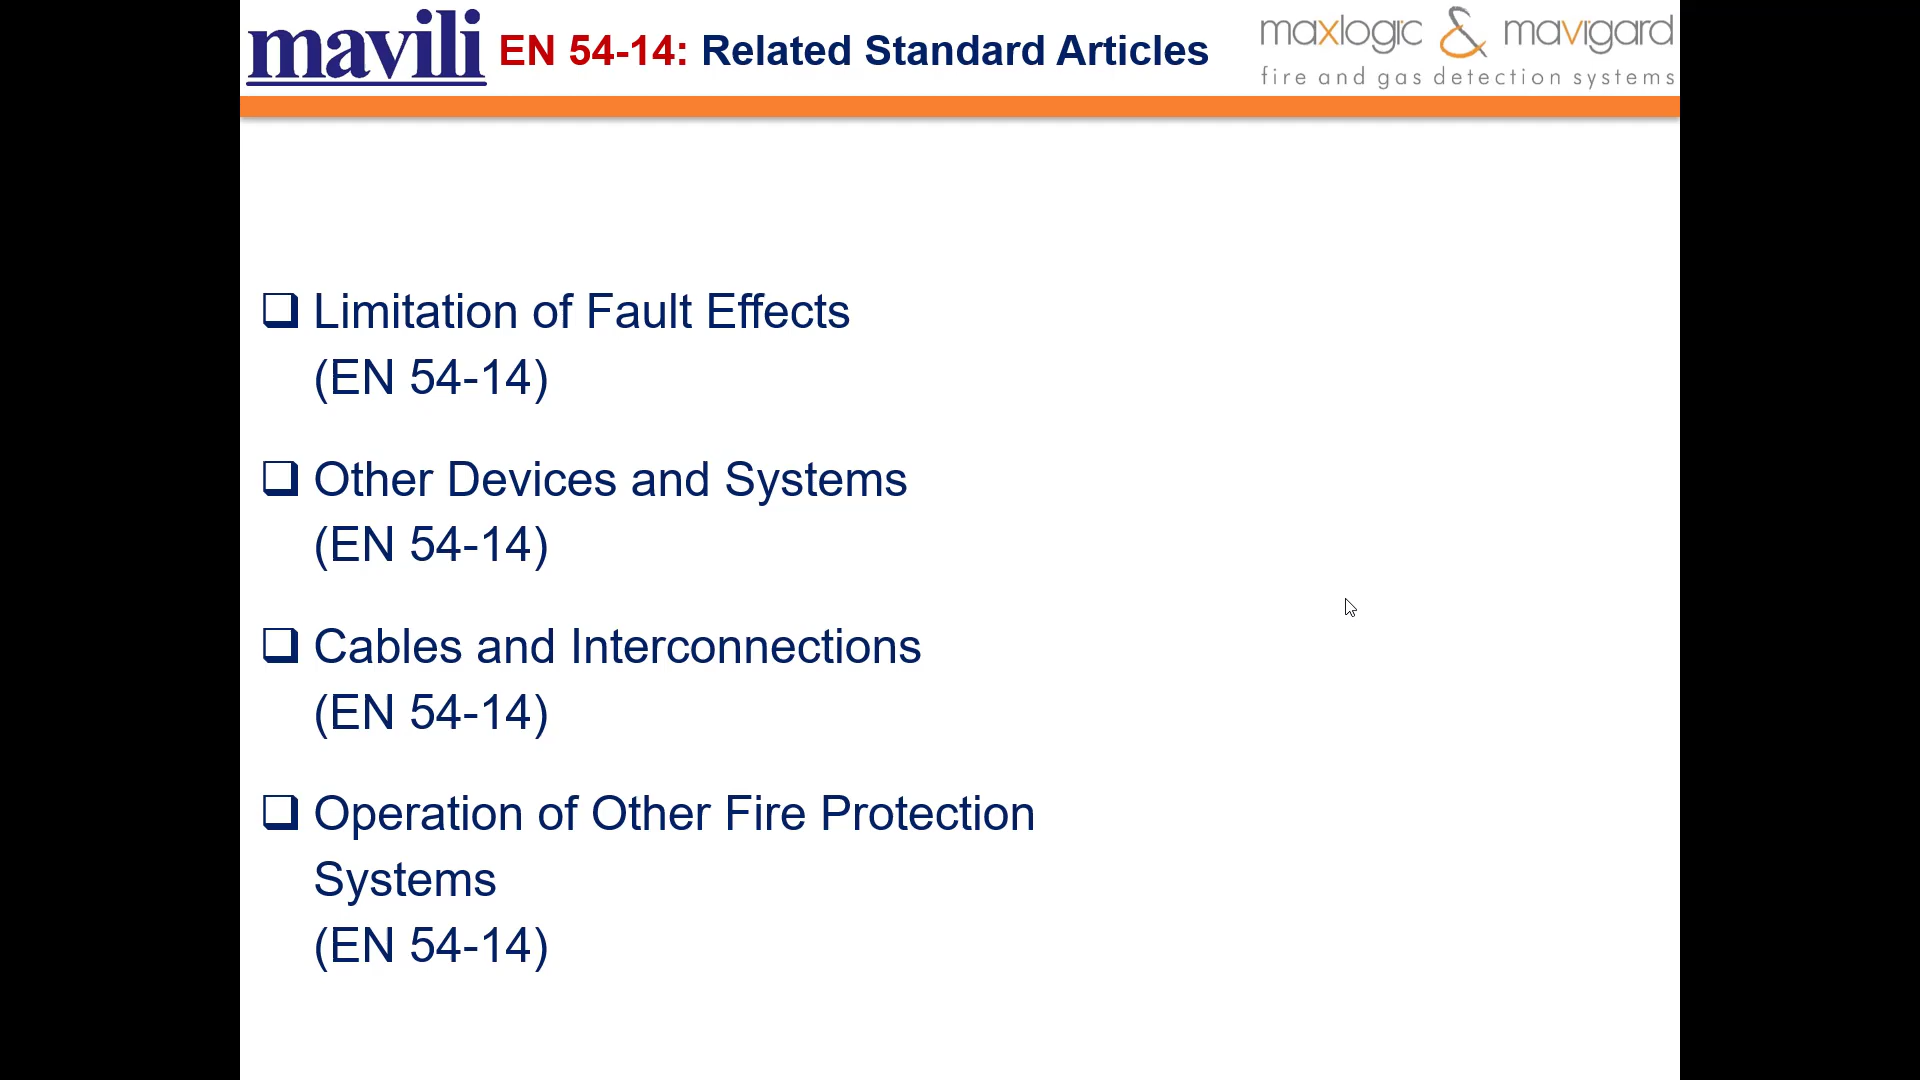 mavili
EN 54-14: Related Standard Articles
maxlogic & mavigard
fire and gas detection systems
Limitation of Fault Effects
(EN 54-14)
Other Devices and Systems
(EN 54-14)
Cables and Interconnections
(EN 54-14)
Operation of Other Fire Protection
Systems
(EN 54-14)